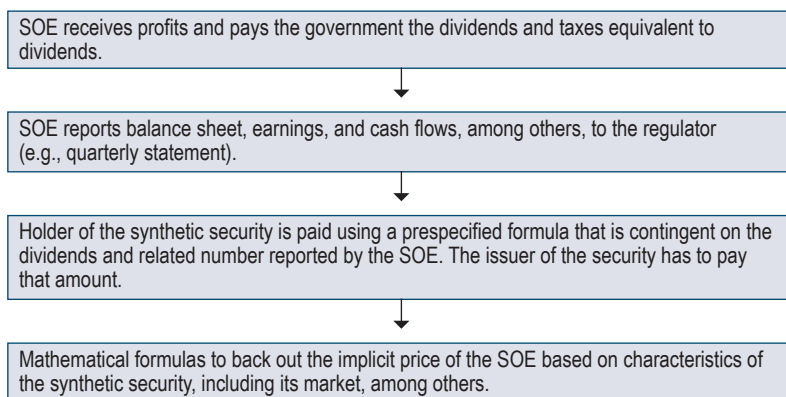 SOE receives profits and pays the government the dividends and taxes equivalent to
dividends.
SOE reports balance sheet, earnings, and cash flows, among others, to the regulator
(e.g., quarterly statement).
Holder of the synthetic security is paid using a prespecified formula that is contingent on the
dividends and related number reported by the SOE. The issuer of the security has to pay
that amount.
Mathematical formulas to back out the implicit price of the SOE based on characteristics of
the synthetic security, including its market, among others.